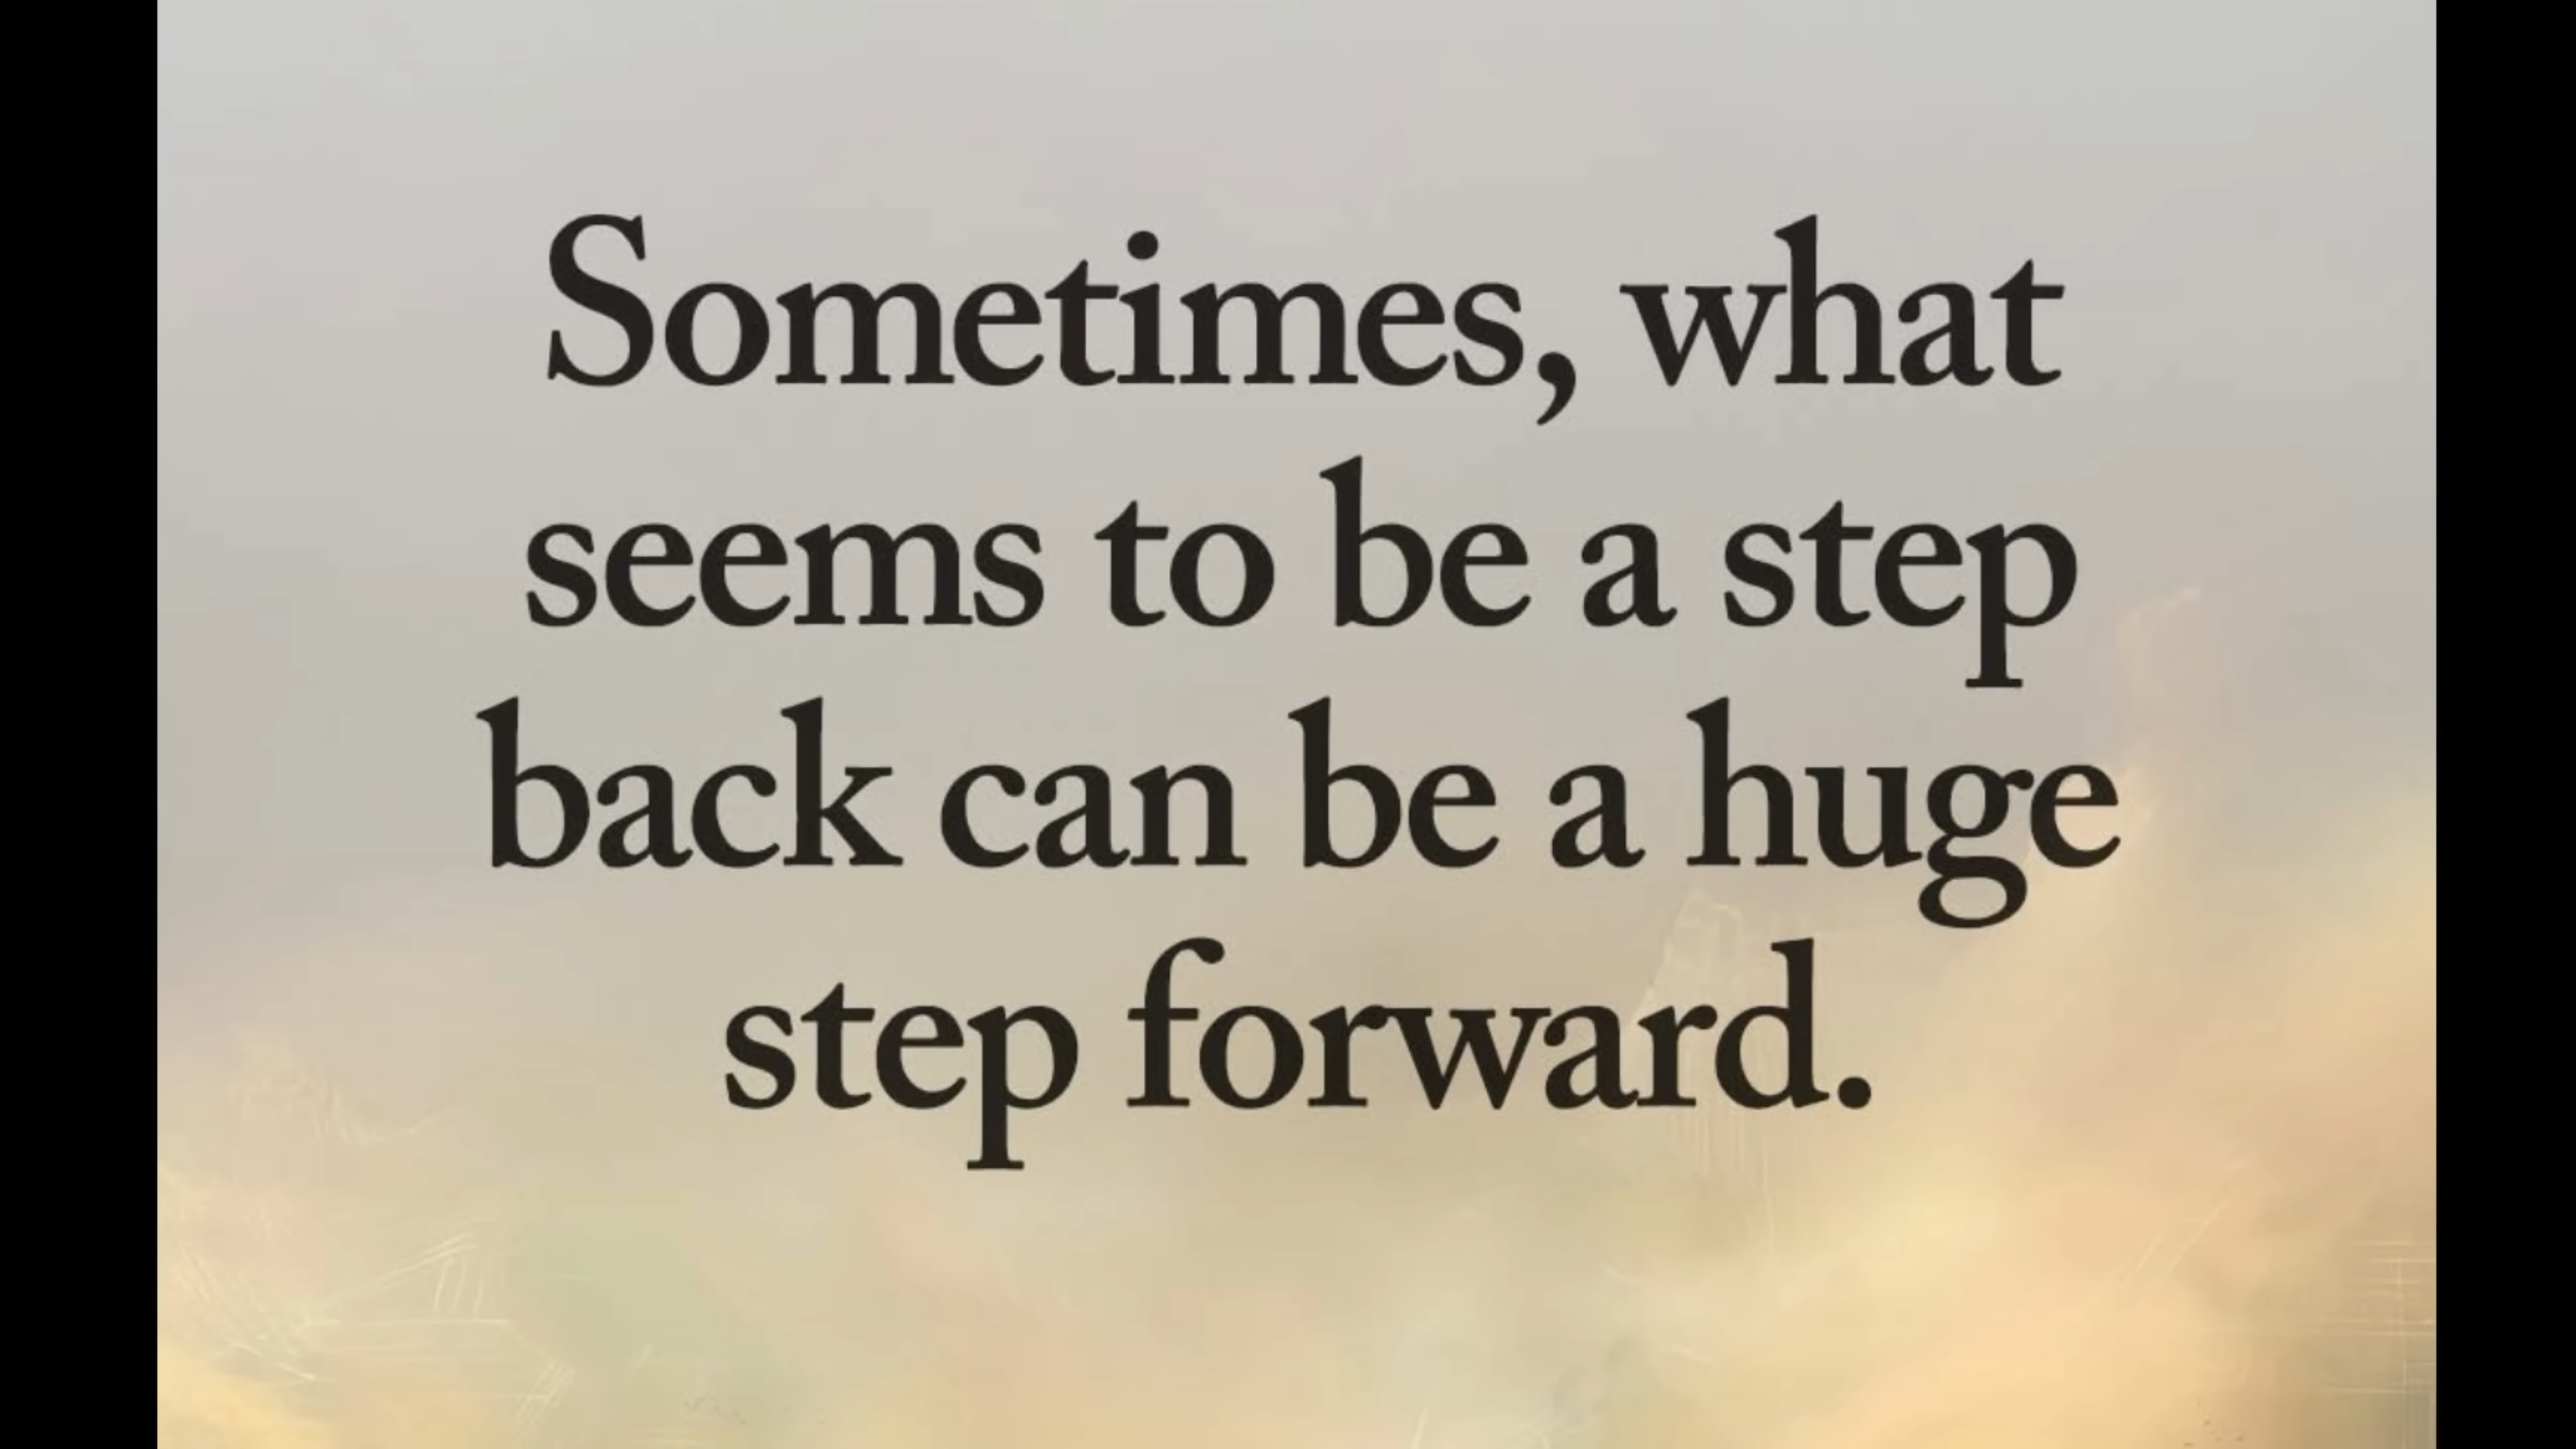 Sometimes, what
seems to be a step
back can be a huge
step forward.